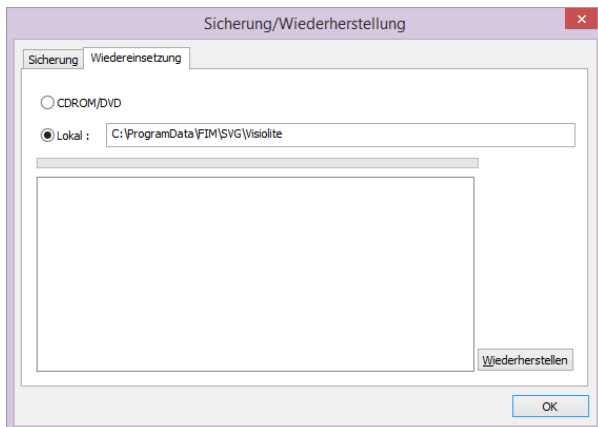 Sicherung/Wiederherstellung
Sicherung
Wiedereinsetzung
CDROM/DVD
Lokal :
C:\ProgramData\FIM\SVG\Visiolite
Wiederherstellen
OK